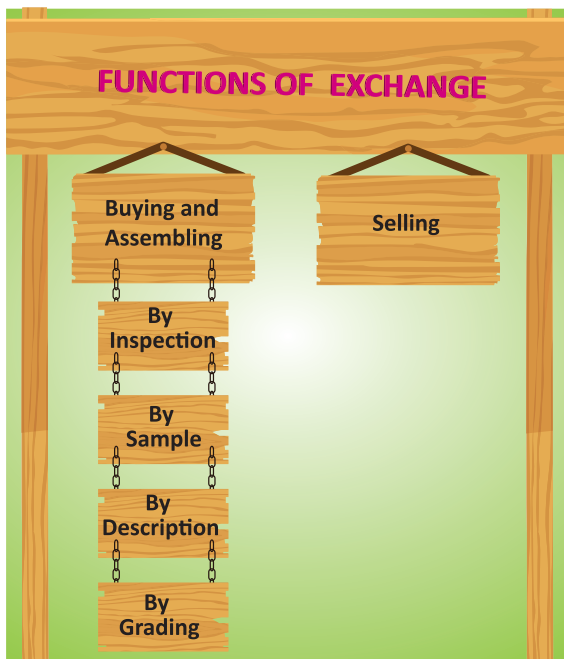 FUNCTIONS OF EXCHANGE
Buying and
Assembling
Selling
By
Inspection
By
Sample
By
Description
By
Grading